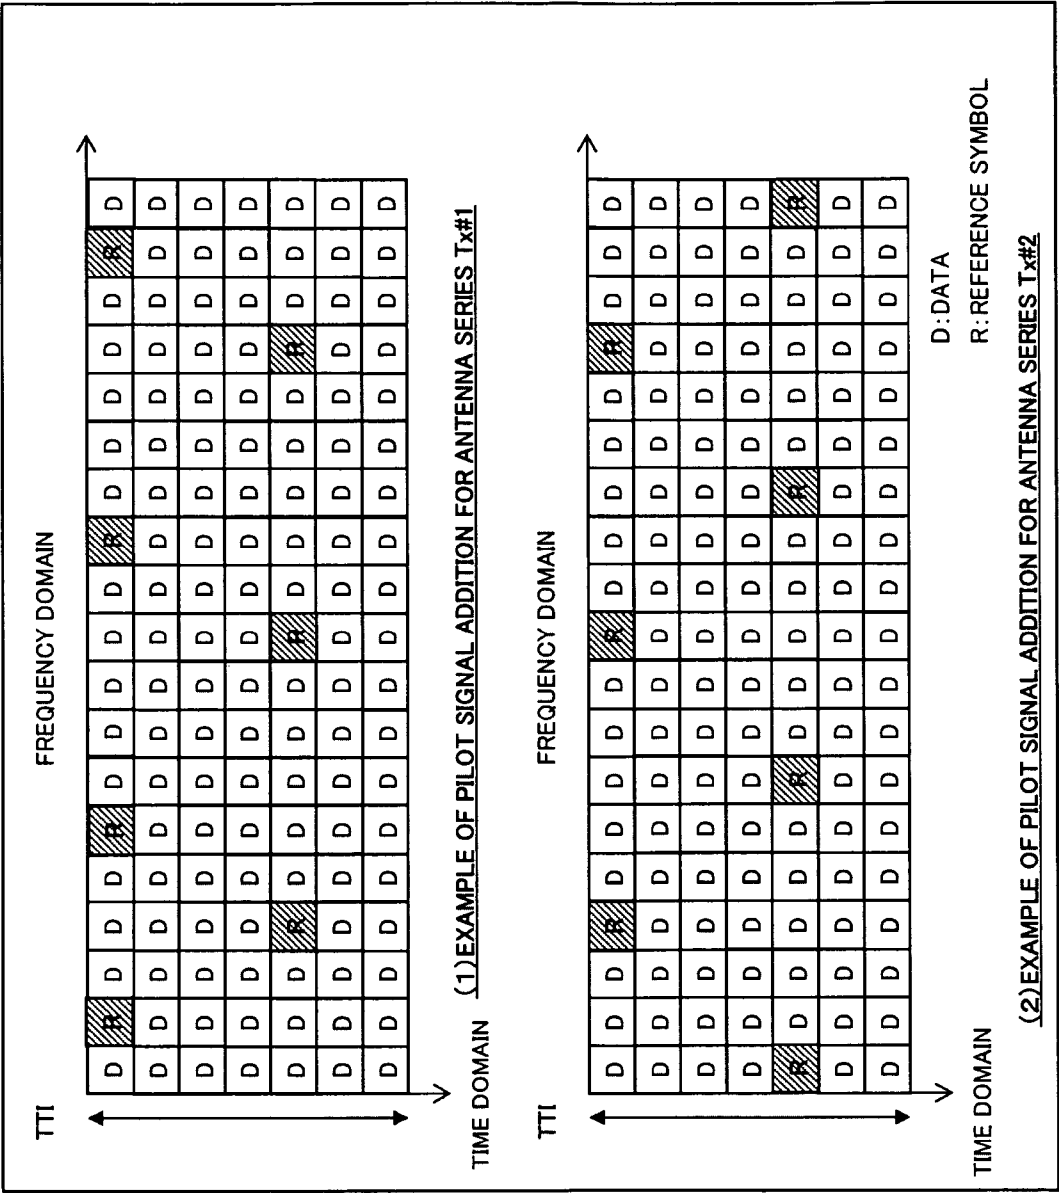 TTI
FREQUENCY DOMAIN
D R D D D R D D D D D R D D D D D R D
D D D D D D D D D D D D D D D D D D D
D D D D D D D D D D D D D D D D D D D
D D D D D D D D D D D D D D D D D D D
D D D R D D D D D R D D D D D R D D D
D D D D D D D D D D D D D D D D D D D
D D D D D D D D D D D D D D D D D D D
TIME DOMAIN
(1)EXAMPLE OF PILOT SIGNAL ADDITION FOR ANTENNA SERIES Tx#1
TTI
FREQUENCY DOMAIN
D D D R D D D D D R D D D D D R D D D
D D D D D D D D D D D D D D D D D D D
D D D D D D D D D D D D D D D D D D D
D D D D D D D D D D D D D D D D D D D
R D D D D D R D D D D D R D D D D D R
D D D D D D D D D D D D D D D D D D D
D D D D D D D D D D D D D D D D D D D
TIME DOMAIN
D:DATA
R:REFERENCE SYMBOL
(2)EXAMPLE OF PILOT SIGNAL ADDITION FOR ANTENNA SERIES Tx#2